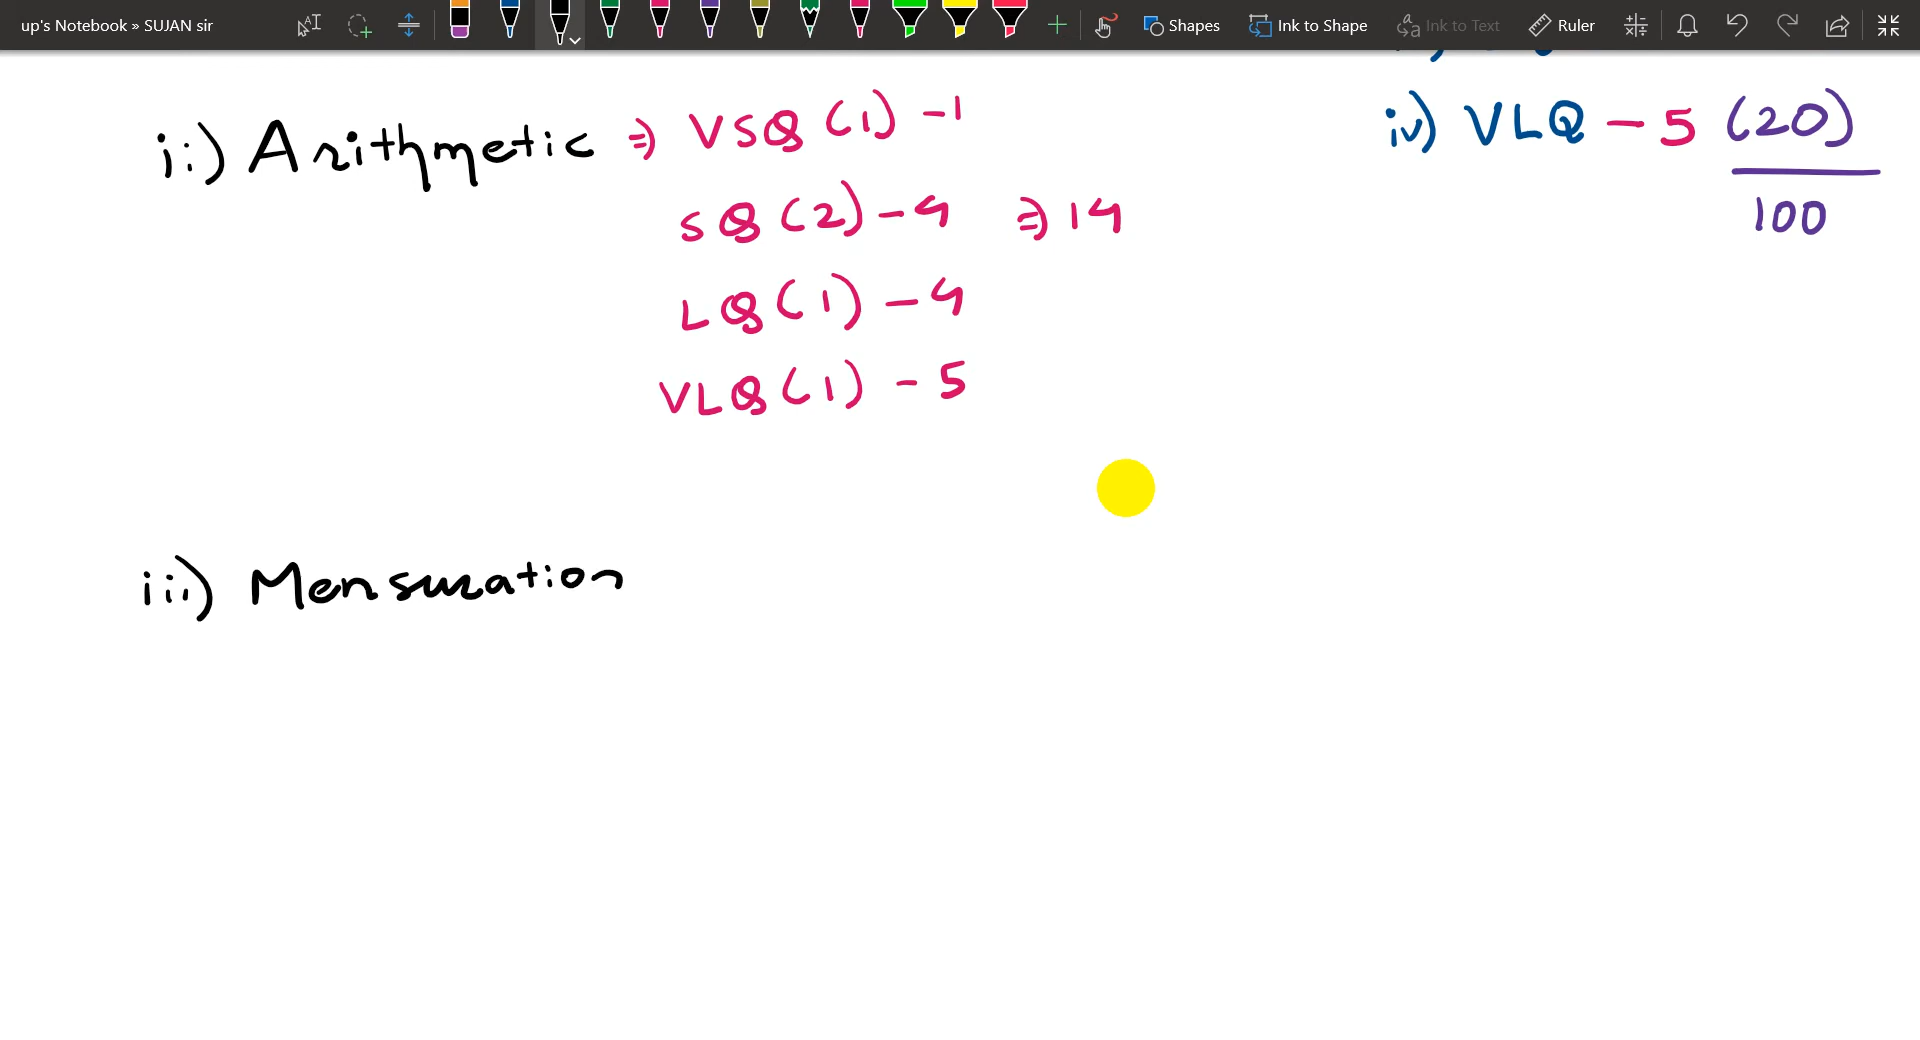 up's Notebook » SUJAN sir
Shapes
Ink to Shape
Ink to Text
Ruler
ii) Arithmetic ⇒ VSQ (1) - 1
SQ (2) - 4 ⇒ 14
LQ (1) - 4
VLQ (1) - 5
iv) VLQ - 5 (20)
100
iii) Mensuration